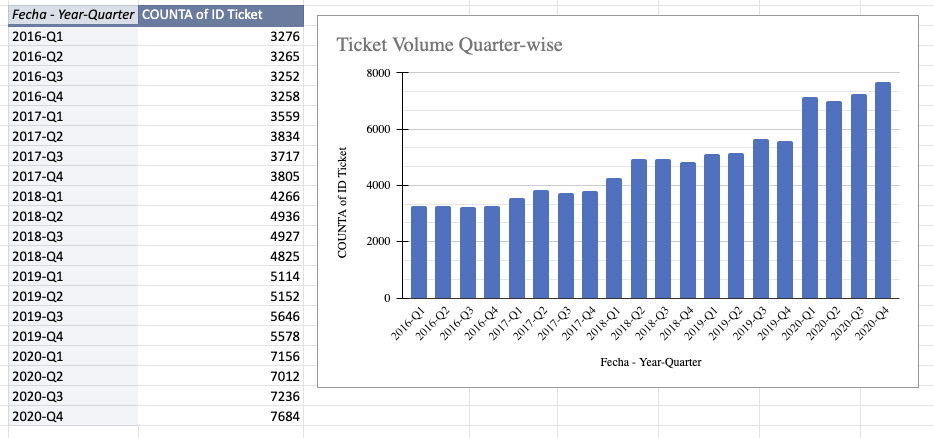 Fecha - Year-Quarter COUNTA of ID Ticket
2016-Q1 3276
2016-Q2 3265
2016-Q3 3252
2016-Q4 3258
2017-Q1 3559
2017-Q2 3834
2017-Q3 3717
2017-Q4 3805
2018-Q1 4266
2018-Q2 4936
2018-Q3 4927
2018-Q4 4825
2019-Q1 5114
2019-Q2 5152
2019-Q3 5646
2019-Q4 5578
2020-Q1 7156
2020-Q2 7012
2020-Q3 7236
2020-Q4 7684
Ticket Volume Quarter-wise
COUNTA of ID Ticket
8000
6000
4000
2000
0
2016-Q1
2016-Q2
2016-Q3
2016-Q4
2017-Q1
2017-Q2
2017-Q3
2017-Q4
2018-Q1
2018-Q2
2018-Q3
2018-Q4
2019-Q1
2019-Q2
2019-Q3
2019-Q4
2020-Q1
2020-Q2
2020-Q3
2020-Q4
Fecha - Year-Quarter